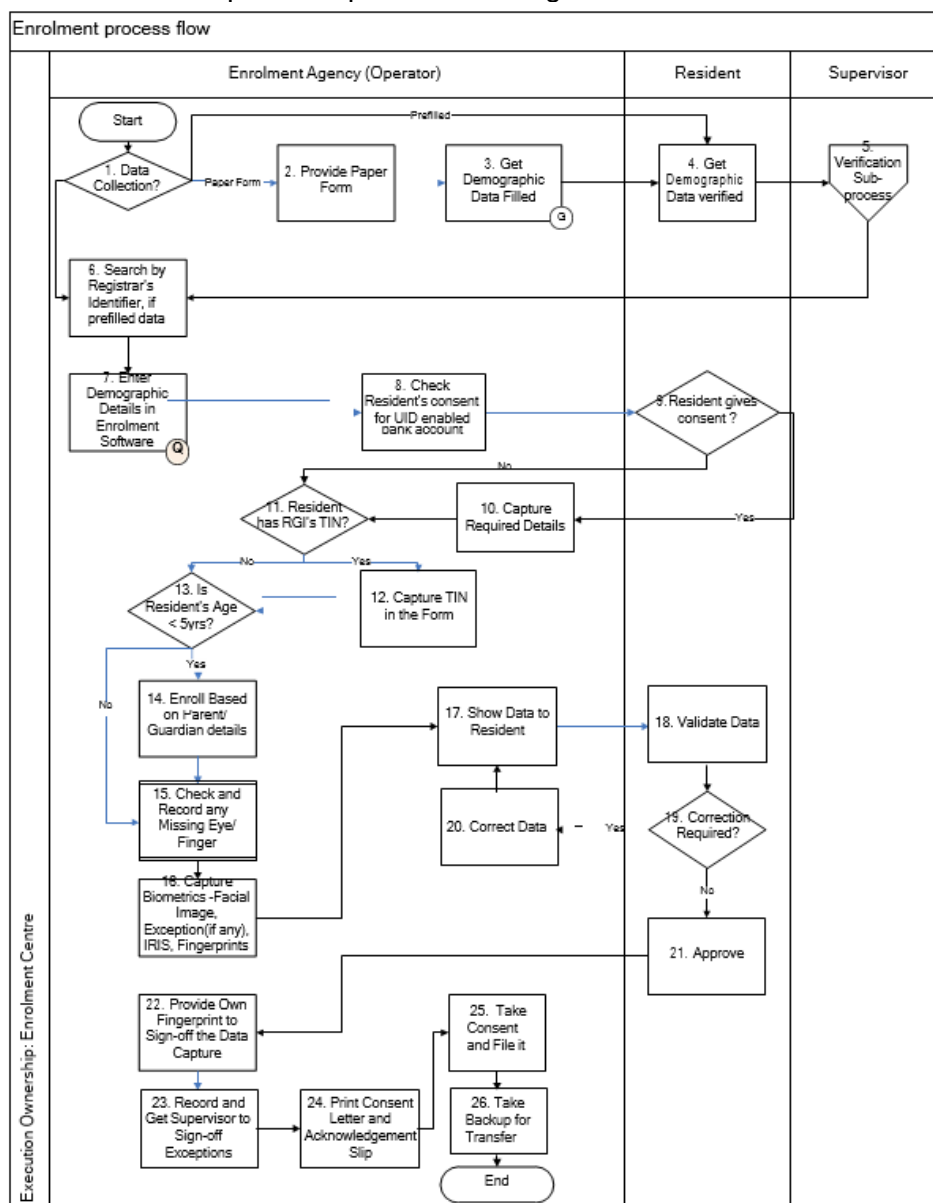 Enrolment process flow
Enrolment Agency (Operator)
Resident
Supervisor
Start
Prefilled
1. Data
Collection?
Paper Form
2. Provide Paper
Form
3. Get
Demographic
Data Filled
G
4. Get
Demographic
Data verified
5.
Verification
Sub-
process
6. Search by
Registrar's
Identifier, if
prefilled data
7. Enter
Demographic
Details in
Enrolment
Software
Q
8. Check
Resident's consent
for UID enabled
bank account
9. Resident gives
consent ?
No
Yes
11. Resident
has RGI's TIN?
10. Capture
Required Details
No
Yes
13. Is
Resident's Age
< 5yrs?
12. Capture TIN
in the Form
Yes
No
14. Enroll Based
on Parent/
Guardian details
17. Show Data to
Resident
18. Validate Data
15. Check and
Record any
Missing Eye/
Finger
20. Correct Data
Yes
19. Correction
Required?
No
16. Capture
Biometrics -Facial
Image,
Exception(if any),
IRIS, Fingerprints
21. Approve
22. Provide Own
Fingerprint to
Sign-off the Data
Capture
25. Take
Consent
and File it
23. Record and
Get Supervisor to
Sign-off
Exceptions
24. Print Consent
Letter and
Acknowledgement
Slip
26. Take
Backup for
Transfer
End
Execution Ownership: Enrolment Centre